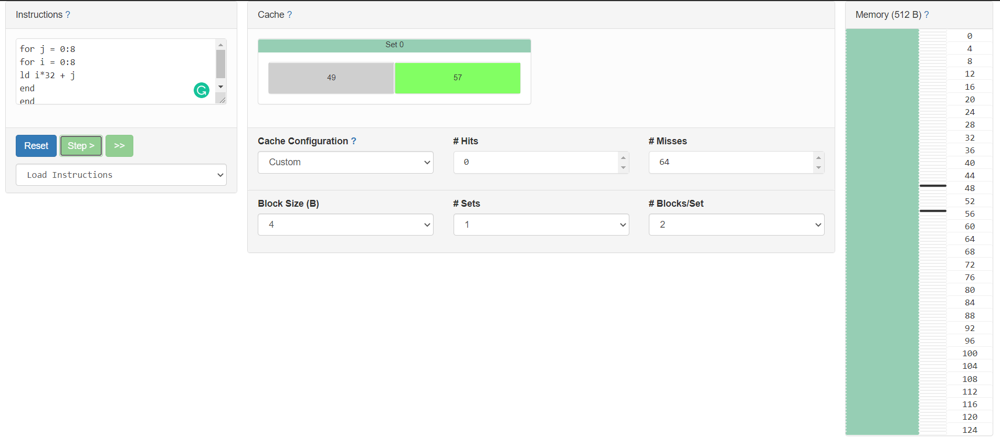 Instructions ?
for j = 0:8
for i = 0:8
ld i*32 + j
end
end
Reset
Step >
>>
Load Instructions
Cache ?
Set 0
49
57
Cache Configuration ?
Custom
# Hits
0
# Misses
64
Block Size (B)
4
# Sets
1
# Blocks/Set
2
Memory (512 B) ?
0
4
8
12
16
20
24
28
32
36
40
44
48
52
56
60
64
68
72
76
80
84
88
92
96
100
104
108
112
116
120
124